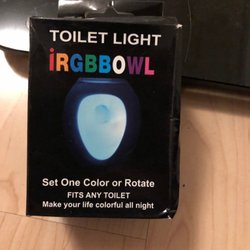 TOILET LIGHT
iRGBBOWL
Set One Color or Rotate
FITS ANY TOILET
Make your life colorful all night